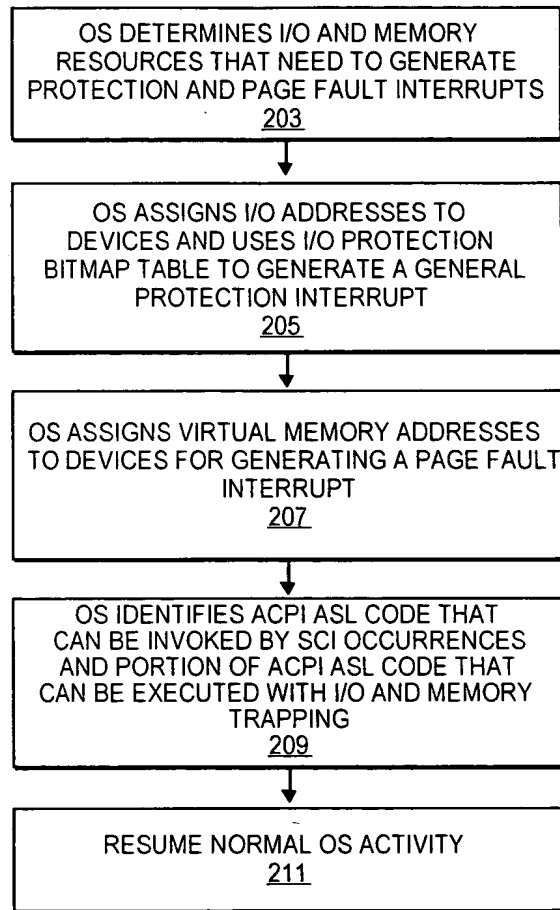 OS DETERMINES I/O AND MEMORY
RESOURCES THAT NEED TO GENERATE
PROTECTION AND PAGE FAULT INTERRUPTS
203
OS ASSIGNS I/O ADDRESSES TO
DEVICES AND USES I/O PROTECTION
BITMAP TABLE TO GENERATE A GENERAL
PROTECTION INTERRUPT
205
OS ASSIGNS VIRTUAL MEMORY ADDRESSES
TO DEVICES FOR GENERATING A PAGE FAULT
INTERRUPT
207
OS IDENTIFIES ACPI ASL CODE THAT
CAN BE INVOKED BY SCI OCCURRENCES
AND PORTION OF ACPI ASL CODE THAT
CAN BE EXECUTED WITH I/O AND MEMORY
TRAPPING
209
RESUME NORMAL OS ACTIVITY
211